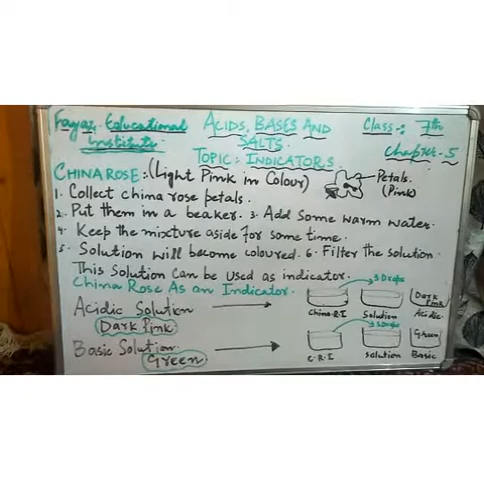 Fayaz Educational Institute
ACIDS, BASES AND SALTS
Class-: 7th
TOPIC: INDICATORS
Chapter-5
CHINA ROSE:-(Light Pink in Colour)
Petals. (Pink)
1. Collect china rose petals.
2. Put them in a beaker. 3. Add Some warm water.
4. Keep the mixture aside for some time.
5. Solution will become coloured. 6. Filter the solution.
This Solution Can be used as indicator.
China Rose As an Indicator.
3 Drops
Acidic Solution
Dark Pink
China.R.I
Solution
Dark Pink
Acidic
Basic Solution.
Green
3 Drops
C.R.I
Solution
Green
Basic